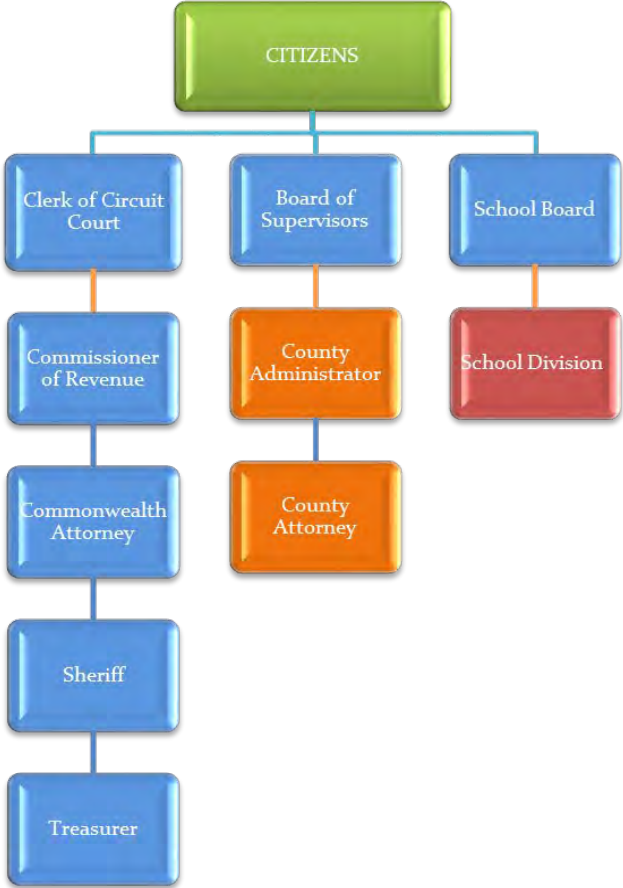 CITIZENS
Clerk of Circuit
Court
Board of
Supervisors
School Board
Commissioner
of Revenue
County
Administrator
School Division
Commonwealth
Attorney
County
Attorney
Sheriff
Treasurer